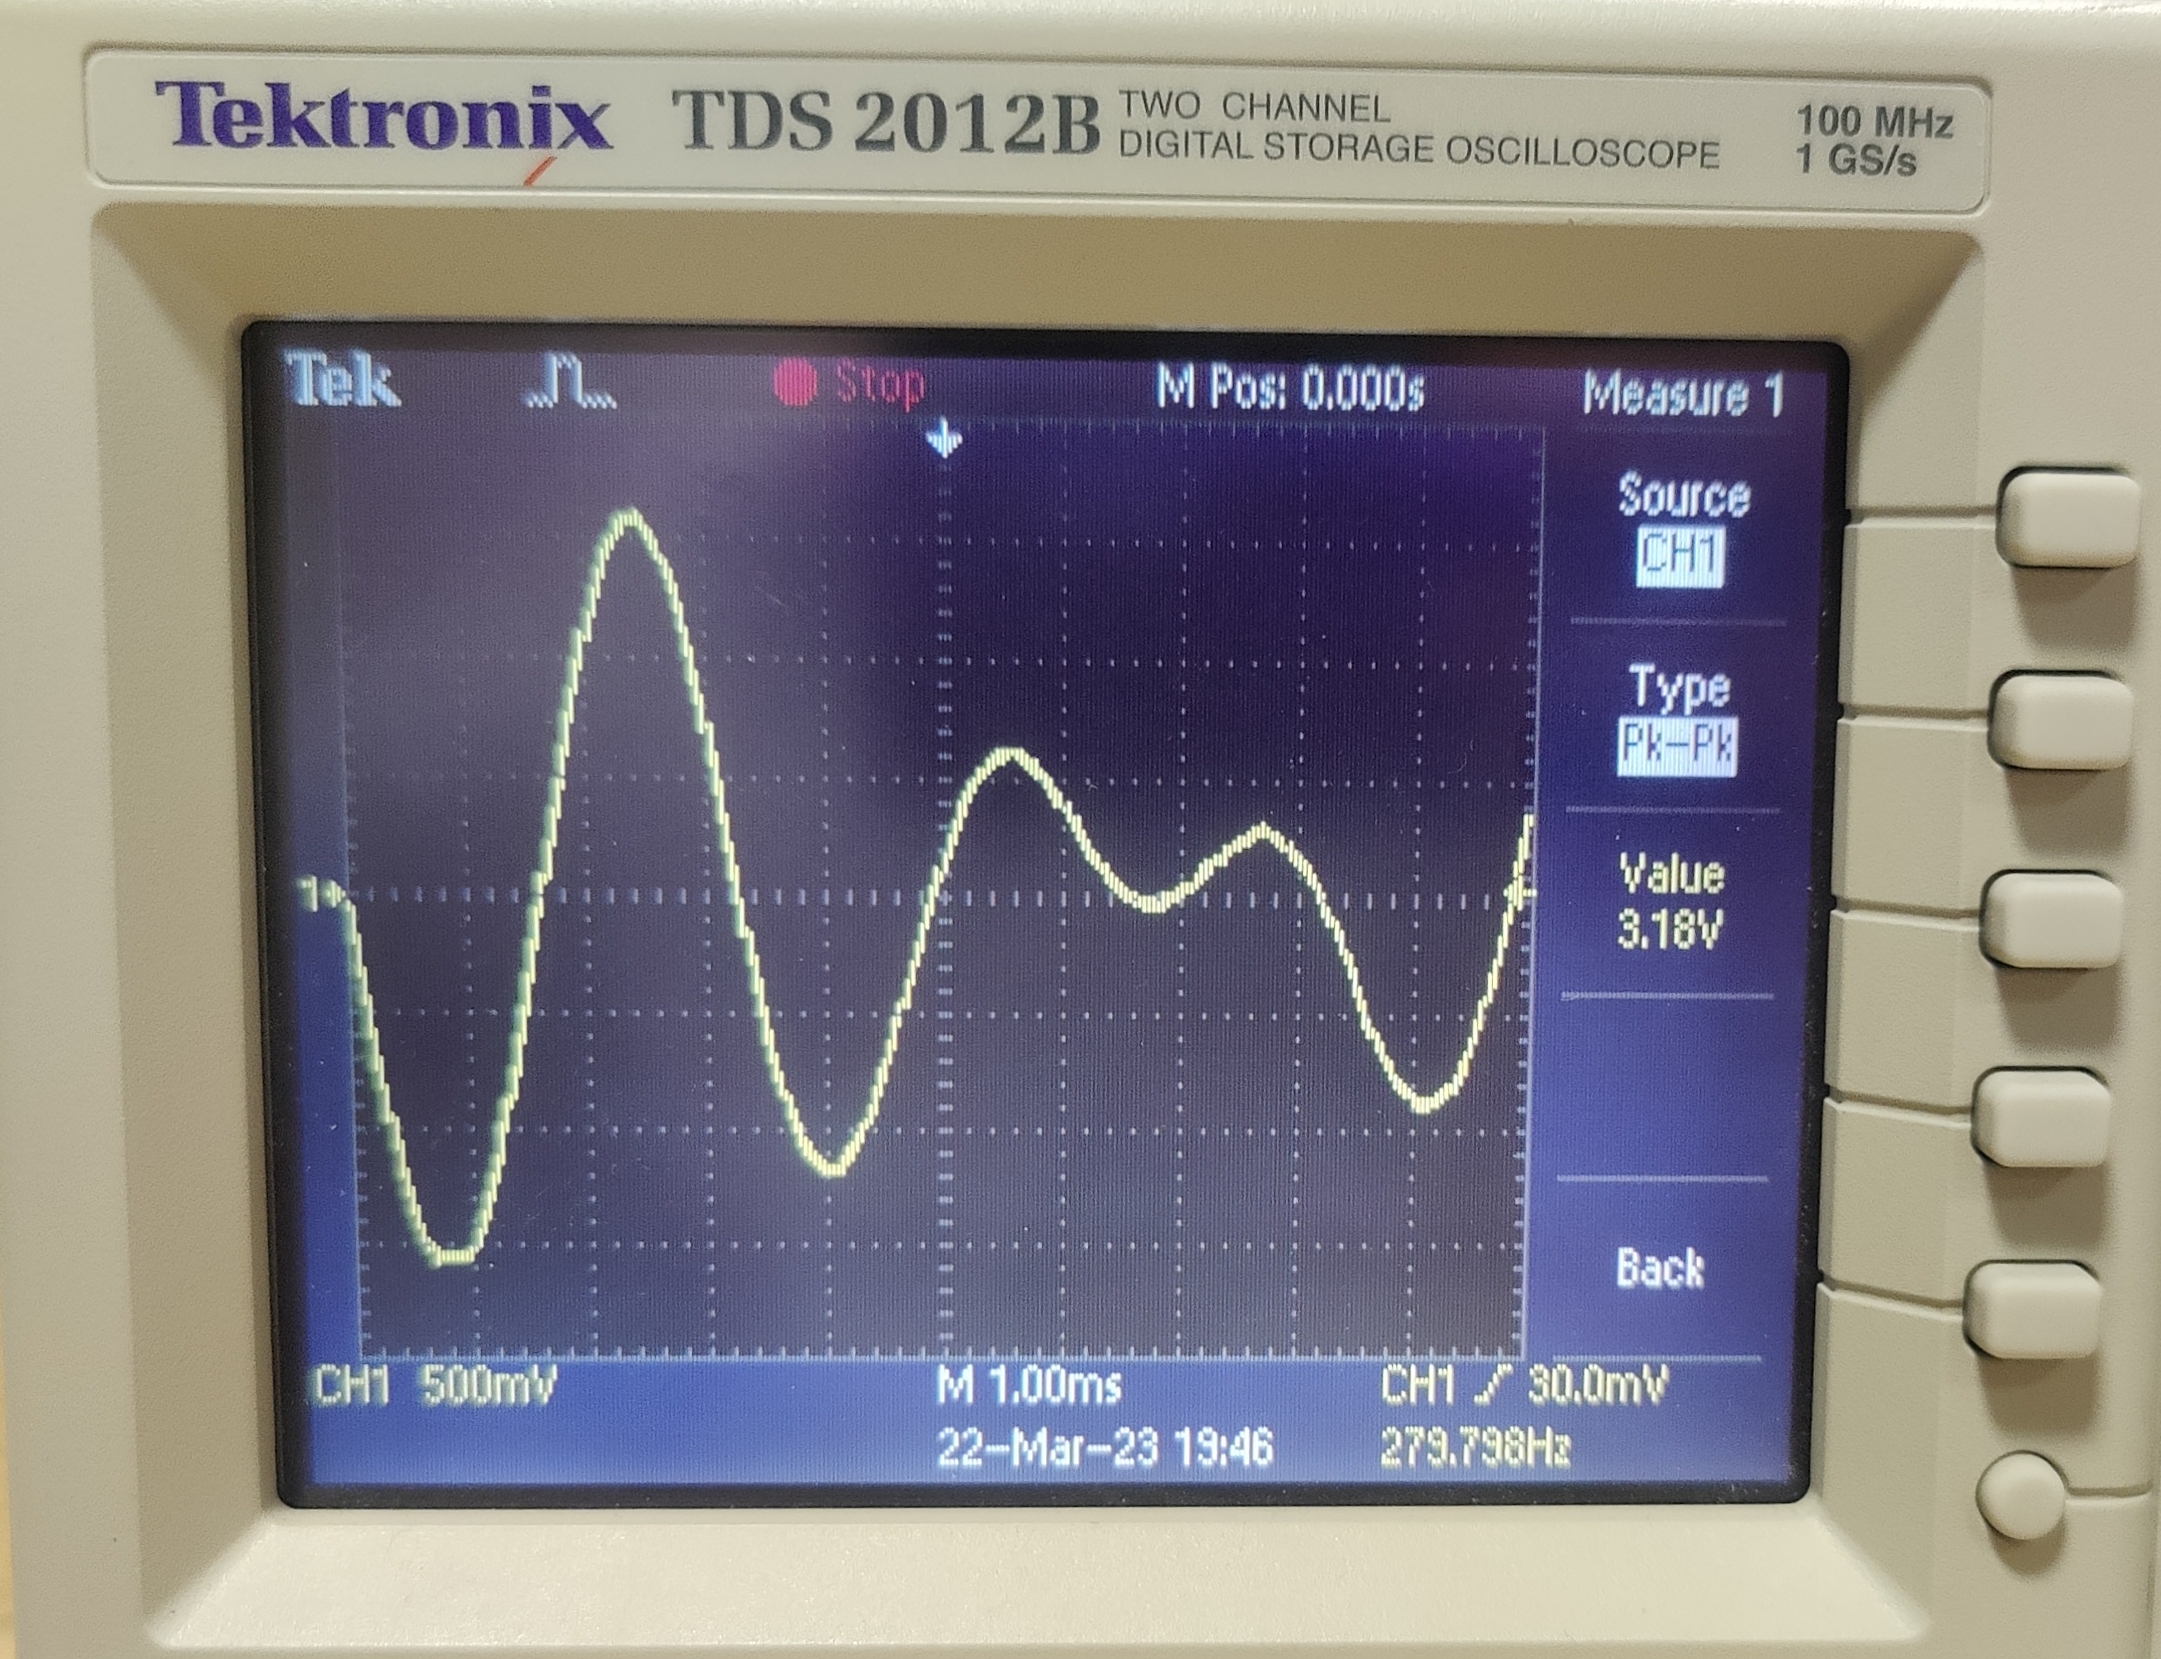 Tektronix TDS 2012B TWO CHANNEL
DIGITAL STORAGE OSCILLOSCOPE
100 MHz
1 GS/s
Tek Stop M Pos: 0.000s Measure 1
Source
CH1
Type
Pk-Pk
1
Value
3.18V
Back
CH1 500mV M 1.00ms CH1 30.0mV
22-Mar-23 19:46 279.798Hz